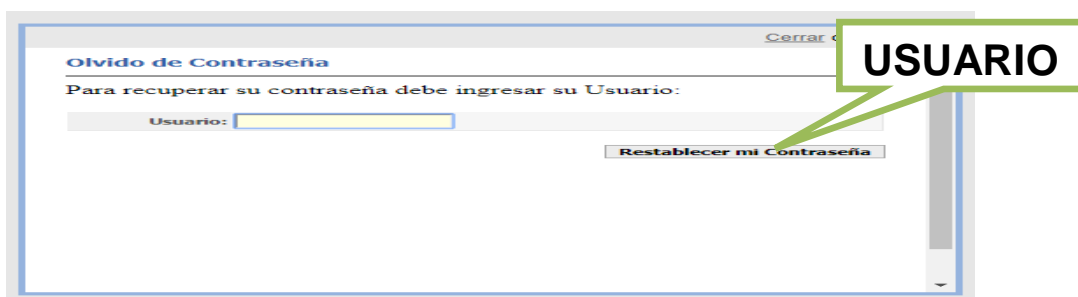 Cerrar
USUARIO
Olvido de Contraseña
Para recuperar su contraseña debe ingresar su Usuario:
Usuario:
Restablecer mi Contraseña